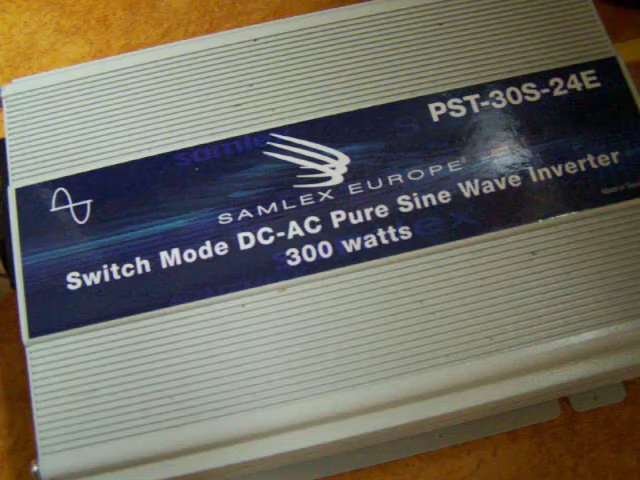 PST-30S-24E
SAMLEX EUROPE
Switch Mode DC-AC Pure Sine Wave Inverter
300 watts